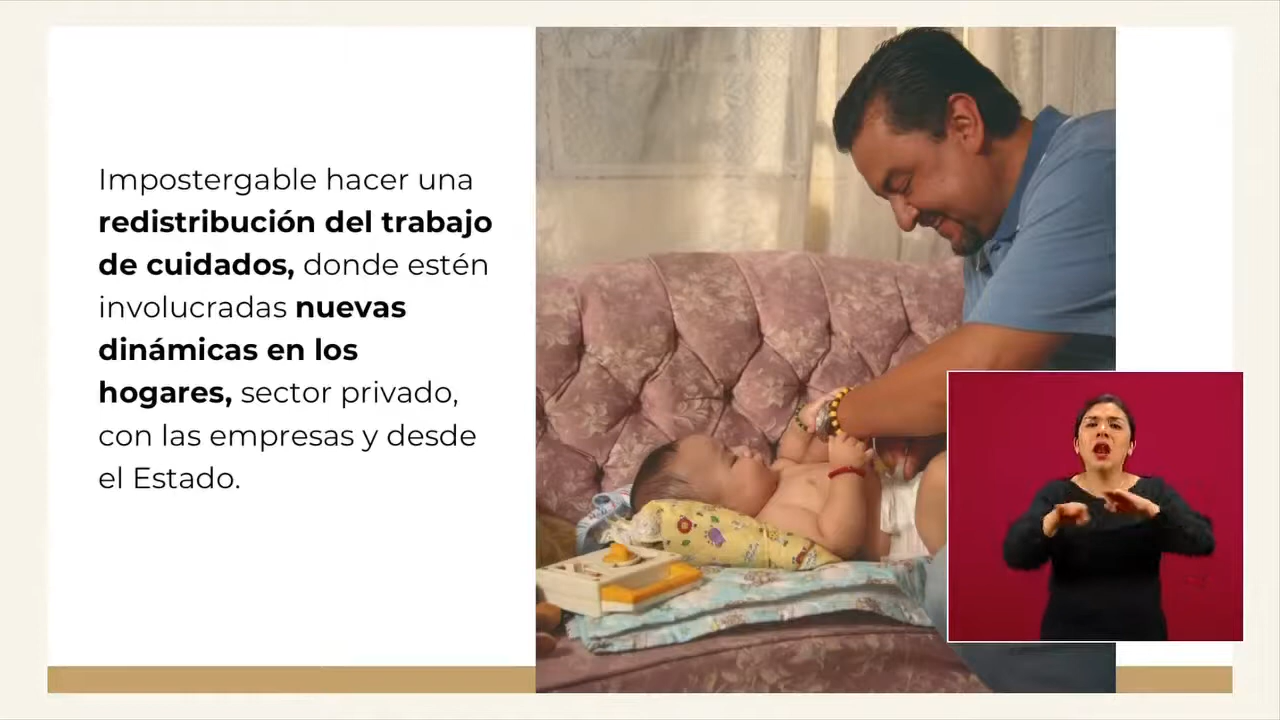 Impostergable hacer una
redistribución del trabajo
de cuidados, donde estén
involucradas nuevas
dinámicas en los
hogares, sector privado,
con las empresas y desde
el Estado.